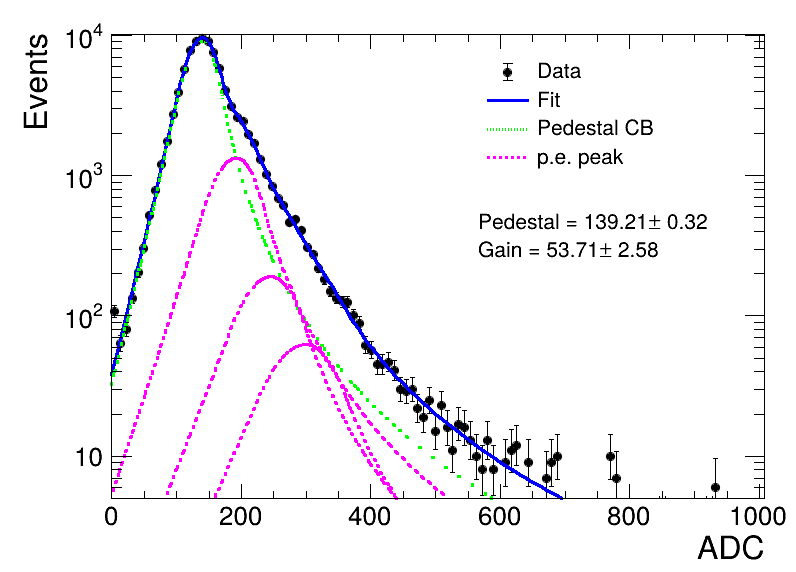 Events
10⁴
10³
10²
10
Data
Fit
Pedestal CB
p.e. peak
Pedestal = 139.21± 0.32
Gain = 53.71± 2.58
0 200 400 600 800 1000
ADC